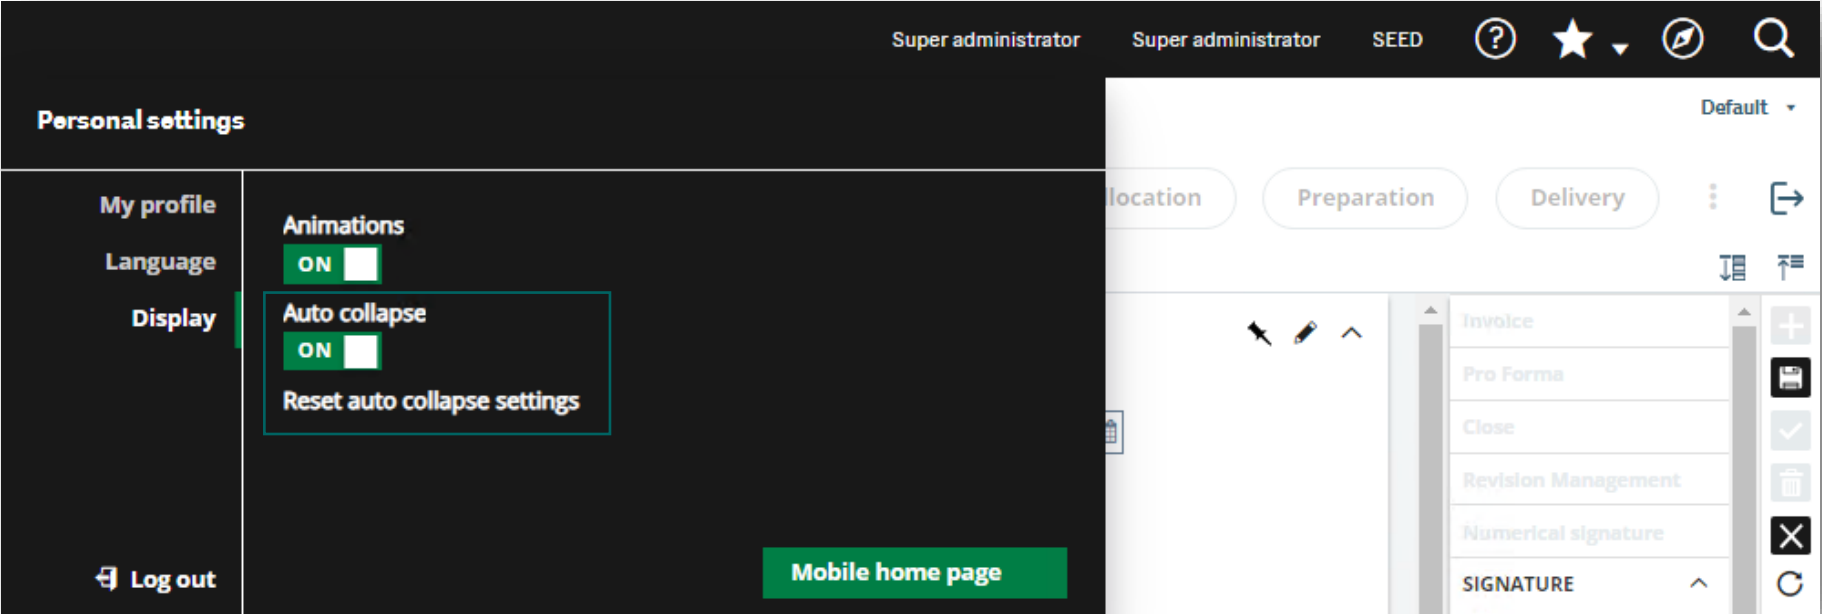 Super administrator Super administrator SEED
Personal settings
Default
My profile
Language
Display
Animations
ON
Auto collapse
ON
Reset auto collapse settings
Mobile home page
Log out
llocation Preparation Delivery
Invoice
Pro Forma
Close
Revision Management
Numerical signature
SIGNATURE